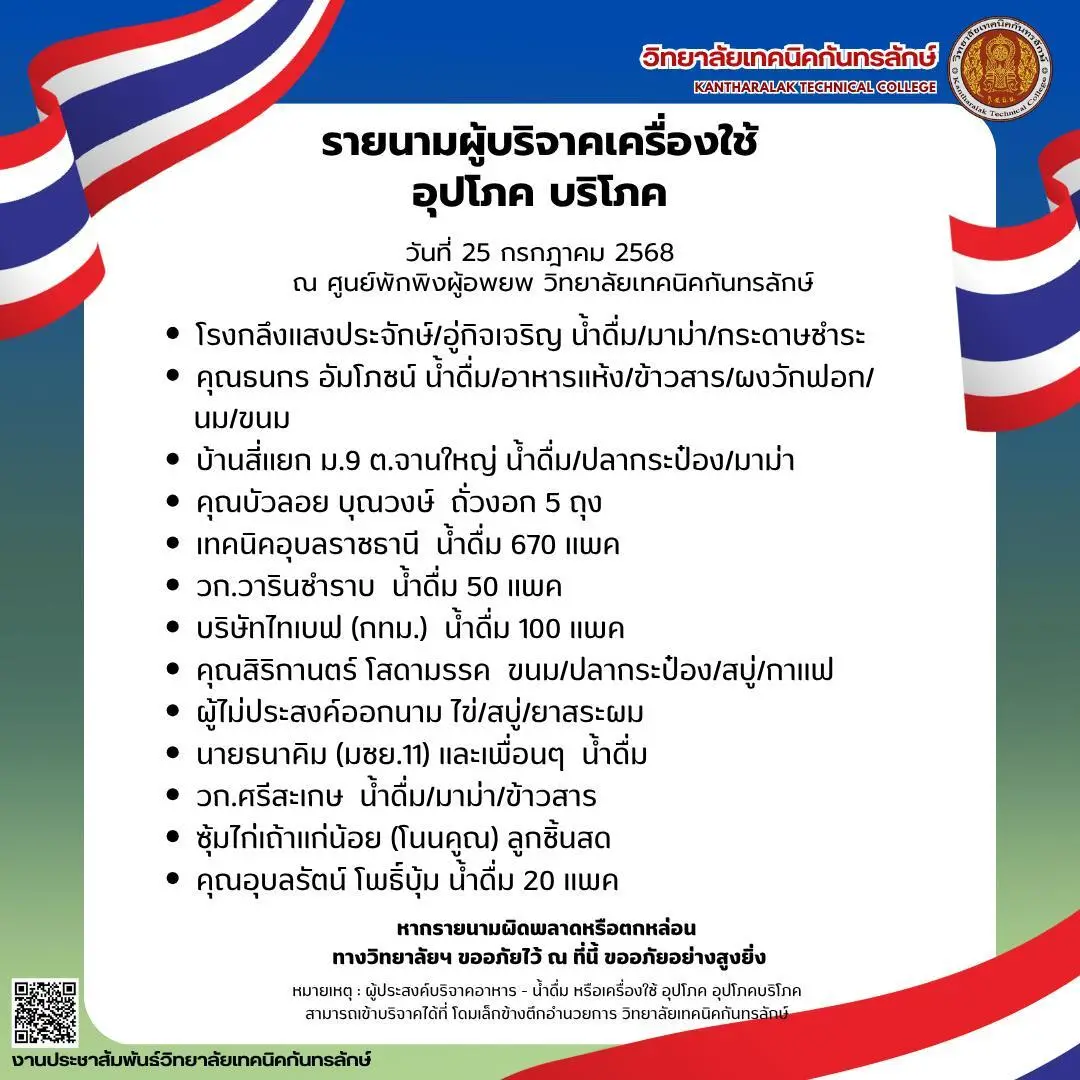 วิทยาลัยเทคนิคกันทรลักษ์
KANTHARALAK TECHNICAL COLLEGE
วิทยาลัยเทคนิคกันทรลักษ์
Kantharalak Technical College
รายนามผู้บริจาคเครื่องใช้
อุปโภค บริโภค
วันที่ 25 กรกฎาคม 2568
ณ ศูนย์พักพิงผู้อพยพ วิทยาลัยเทคนิคกันทรลักษ์
• โรงกลึงแสงประจักษ์/อู่กิจเจริญ น้ำดื่ม/มาม่า/กระดาษชำระ
• คุณธนกร อัมโภชน์ น้ำดื่ม/อาหารแห้ง/ข้าวสาร/ผงวักฟอก/
นม/ขนม
• บ้านสี่แยก ม.9 ต.จานใหญ่ น้ำดื่ม/ปลากระป๋อง/มาม่า
• คุณบัวลอย บุณวงษ์ ถั่วงอก 5 ถุง
• เทคนิคอุบลราชธานี น้ำดื่ม 670 แพค
• วก.วารินชำราบ น้ำดื่ม 50 แพค
• บริษัทไทเบฟ (กทม.) น้ำดื่ม 100 แพค
• คุณสิริกานตร์ โสดามรรค ขนม/ปลากระป๋อง/สบู่/กาแฟ
• ผู้ไม่ประสงค์ออกนาม ไข่/สบู่/ยาสระผม
• นายธนาคิม (มชย.11) และเพื่อนๆ น้ำดื่ม
• วก.ศรีสะเกษ น้ำดื่ม/มาม่า/ข้าวสาร
• ซุ้มไก่เถ้าแก่น้อย (โนนคูณ) ลูกชิ้นสด
• คุณอุบลรัตน์ โพธิ์บุ้ม น้ำดื่ม 20 แพค
หากรายนามผิดพลาดหรือตกหล่อน
ทางวิทยาลัยฯ ขออภัยไว้ ณ ที่นี้ ขออภัยอย่างสูงยิ่ง
หมายเหตุ : ผู้ประสงค์บริจาคอาหาร - น้ำดื่ม หรือเครื่องใช้ อุปโภค อุปโภคบริโภค
สามารถเข้าบริจาคได้ที่ โดมเล็กข้างตึกอำนวยการ วิทยาลัยเทคนิคกันทรลักษ์
งานประชาสัมพันธ์วิทยาลัยเทคนิคกันทรลักษ์